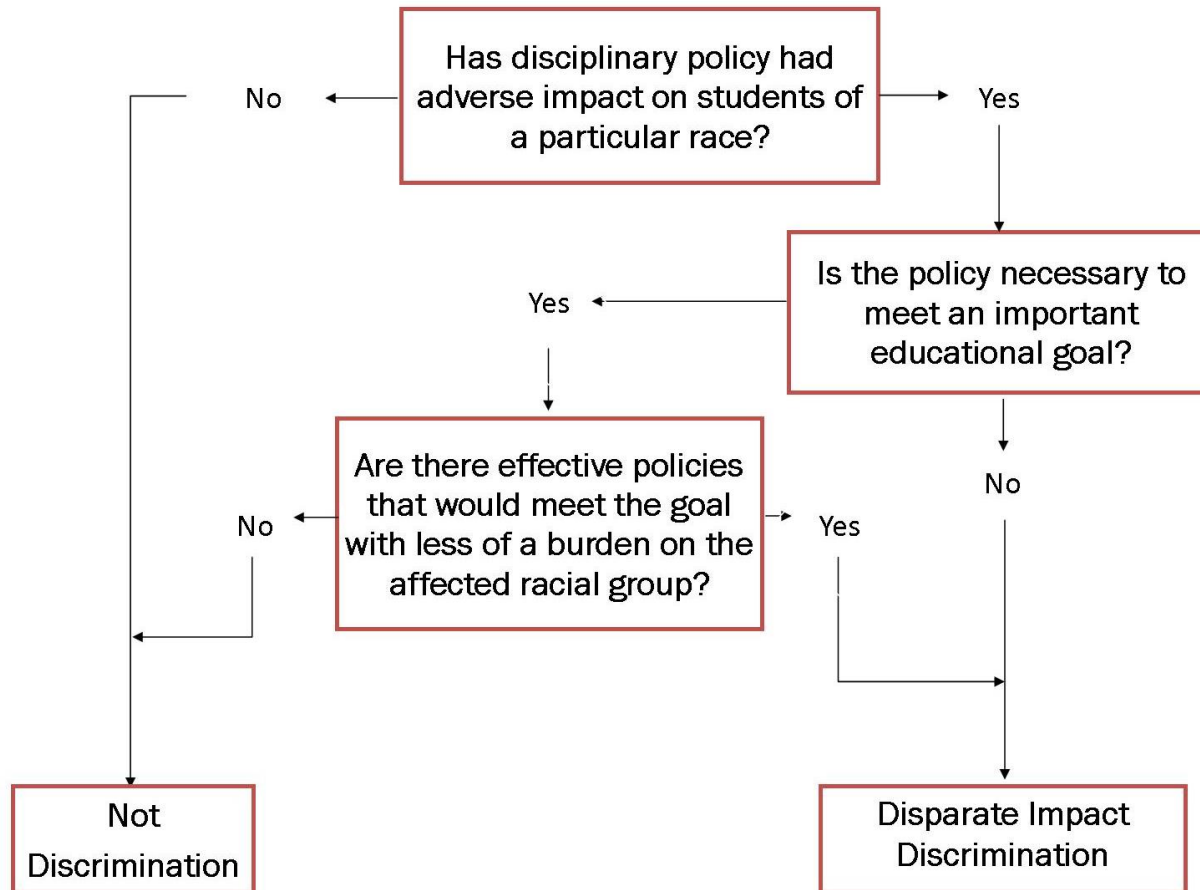 Has disciplinary policy had
adverse impact on students of
a particular race?
No
Yes
Is the policy necessary to
meet an important
educational goal?
Yes
No
Are there effective policies
that would meet the goal
with less of a burden on the
affected racial group?
No
Yes
Not
Discrimination
Disparate Impact
Discrimination